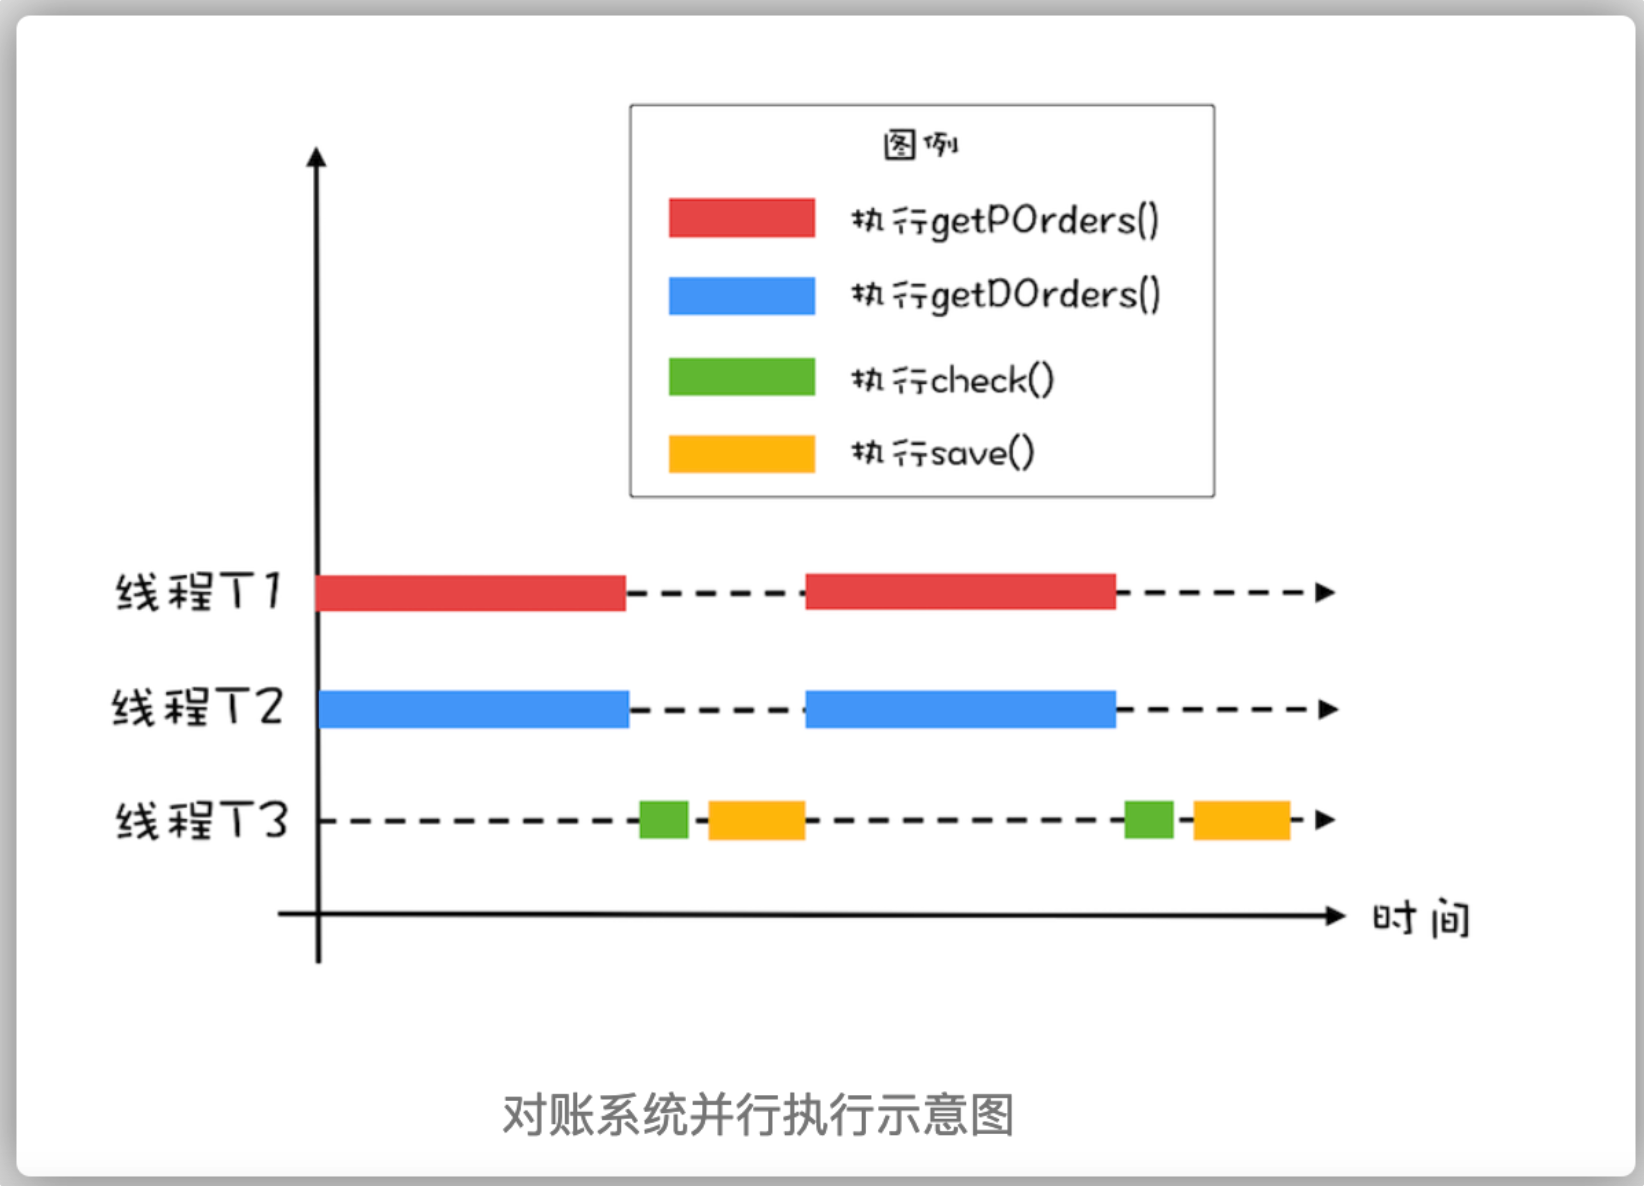 图例
执行getPOrders()
执行getDOrders()
执行check()
执行save()
线程T1
线程T2
线程T3
时间
对账系统并行执行示意图